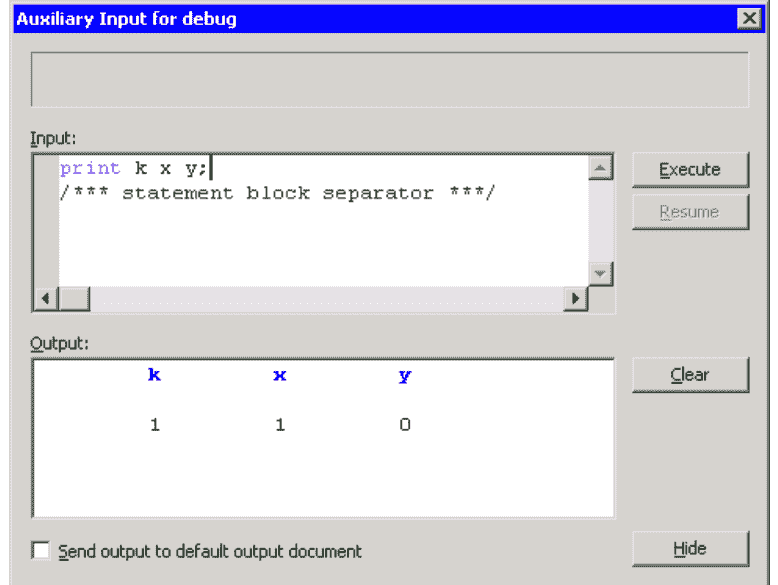 Auxiliary Input for debug
Input:
print k x y;
/*** statement block separator ***/
Execute
Resume
Output:
k x y
1 1 0
Clear
Send output to default output document
Hide